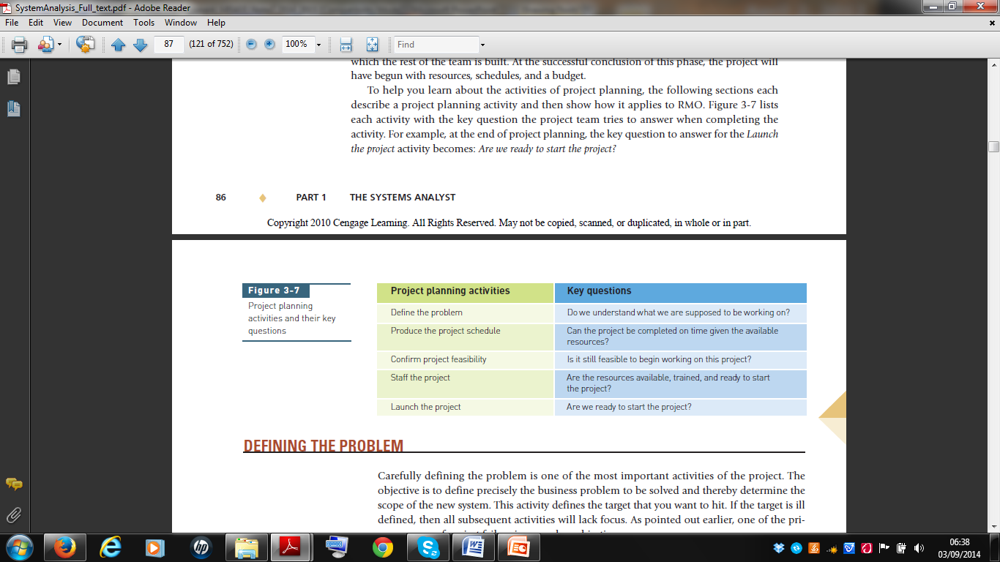 SystemAnalysis_Full_text.pdf - Adobe Reader
File Edit View Document Tools Window Help
87 (121 of 752) 100% Find
which the rest of the team is built. At the successful conclusion of this phase, the project will
have begun with resources, schedules, and a budget.
To help you learn about the activities of project planning, the following sections each
describe a project planning activity and then show how it applies to RMO. Figure 3-7 lists
each activity with the key question the project team tries to answer when completing the
activity. For example, at the end of project planning, the key question to answer for the Launch
the project activity becomes: Are we ready to start the project?
86 PART 1 THE SYSTEMS ANALYST
Copyright 2010 Cengage Learning. All Rights Reserved. May not be copied, scanned, or duplicated, in whole or in part.
Figure 3-7
Project planning
activities and their key
questions
Project planning activities Key questions
Define the problem Do we understand what we are supposed to be working on?
Produce the project schedule Can the project be completed on time given the available
resources?
Confirm project feasibility Is it still feasible to begin working on this project?
Staff the project Are the resources available, trained, and ready to start
the project?
Launch the project Are we ready to start the project?
DEFINING THE PROBLEM
Carefully defining the problem is one of the most important activities of the project. The
objective is to define precisely the business problem to be solved and thereby determine the
scope of the new system. This activity defines the target that you want to hit. If the target is ill
defined, then all subsequent activities will lack focus. As pointed out earlier, one of the pri-
06:38
03/09/2014